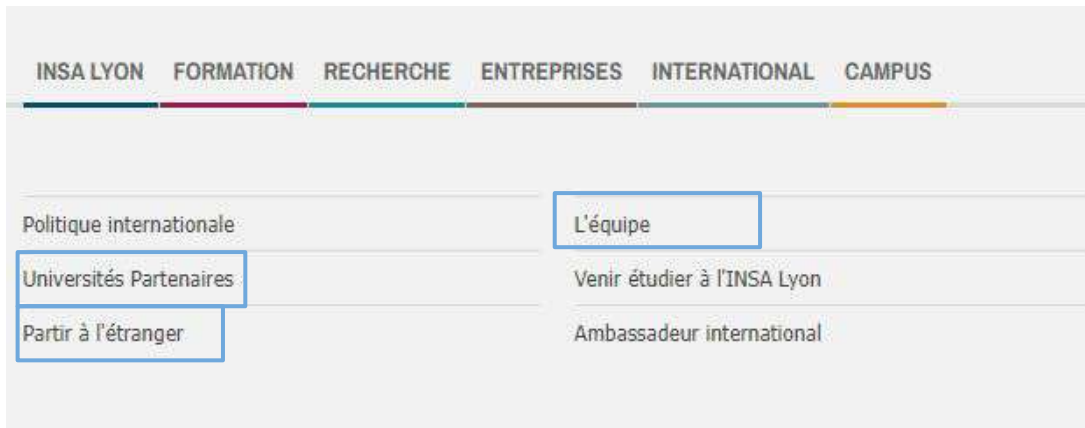 INSA LYON FORMATION RECHERCHE ENTREPRISES INTERNATIONAL CAMPUS
Politique internationale
Universités Partenaires
Partir à l'étranger
L'équipe
Venir étudier à l'INSA Lyon
Ambassadeur international